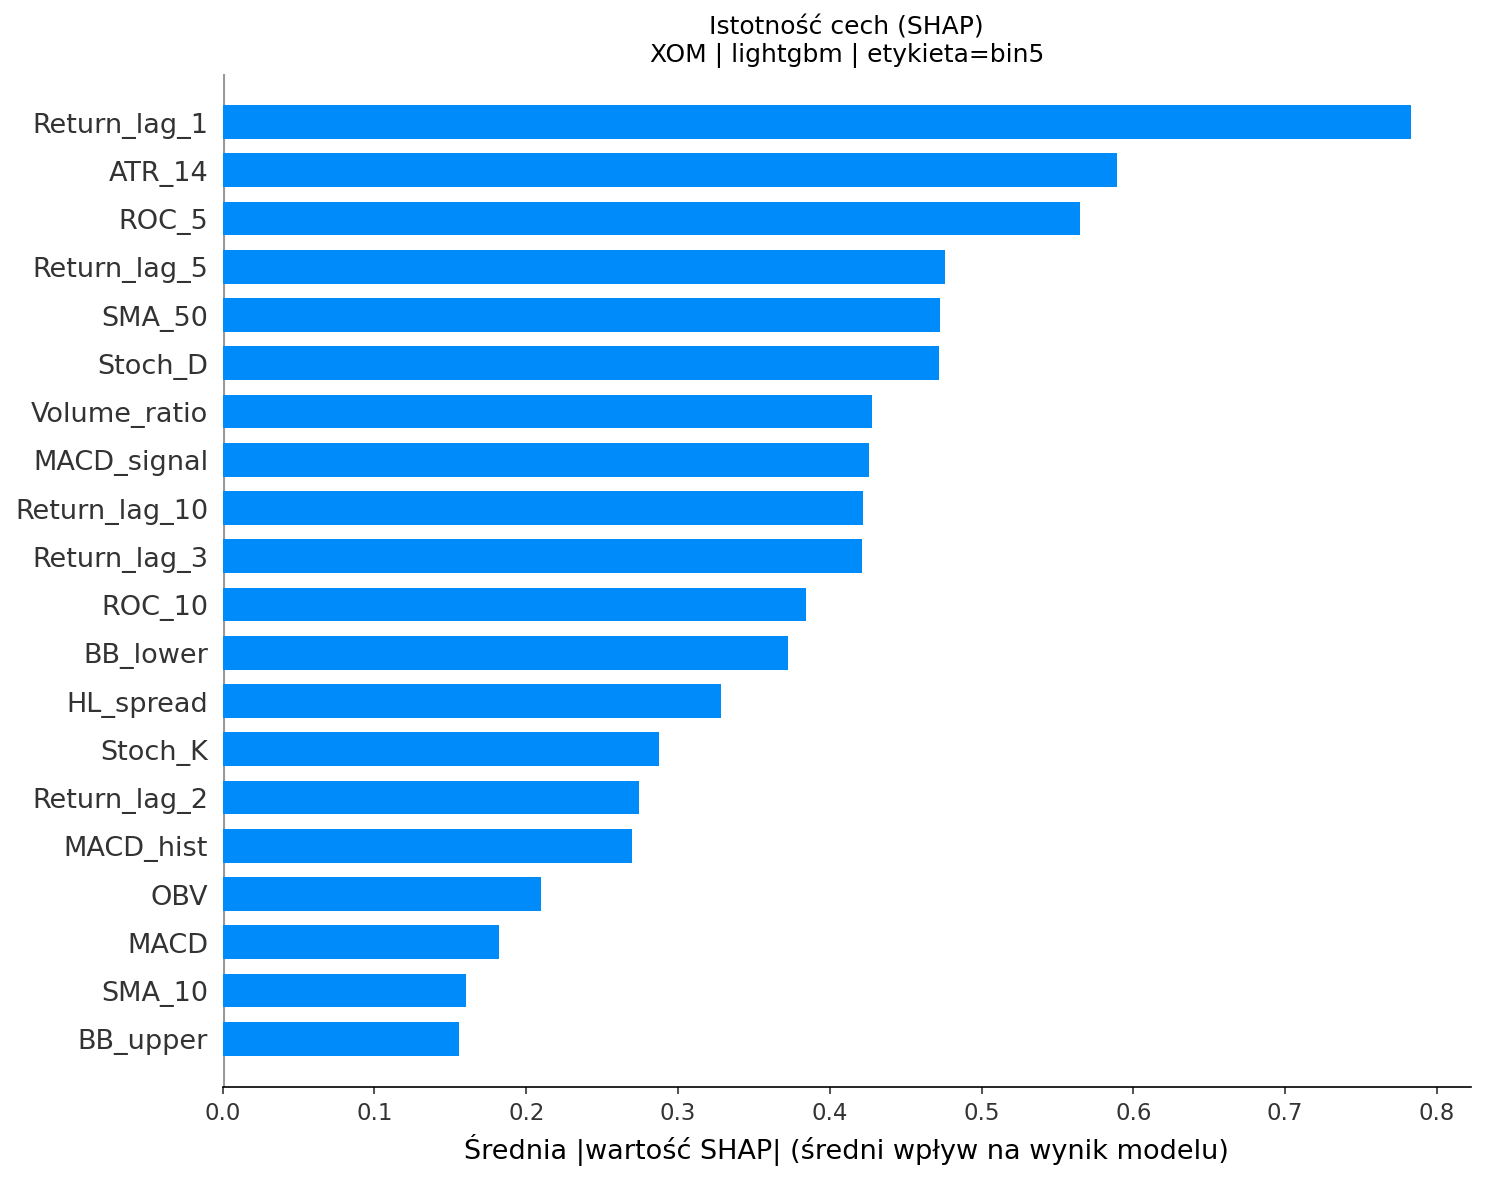 Istotność cech (SHAP)
XOM | lightgbm | etykieta=bin5
Return_lag_1
ATR_14
ROC_5
Return_lag_5
SMA_50
Stoch_D
Volume_ratio
MACD_signal
Return_lag_10
Return_lag_3
ROC_10
BB_lower
HL_spread
Stoch_K
Return_lag_2
MACD_hist
OBV
MACD
SMA_10
BB_upper
0.0 0.1 0.2 0.3 0.4 0.5 0.6 0.7 0.8
Średnia |wartość SHAP| (średni wpływ na wynik modelu)